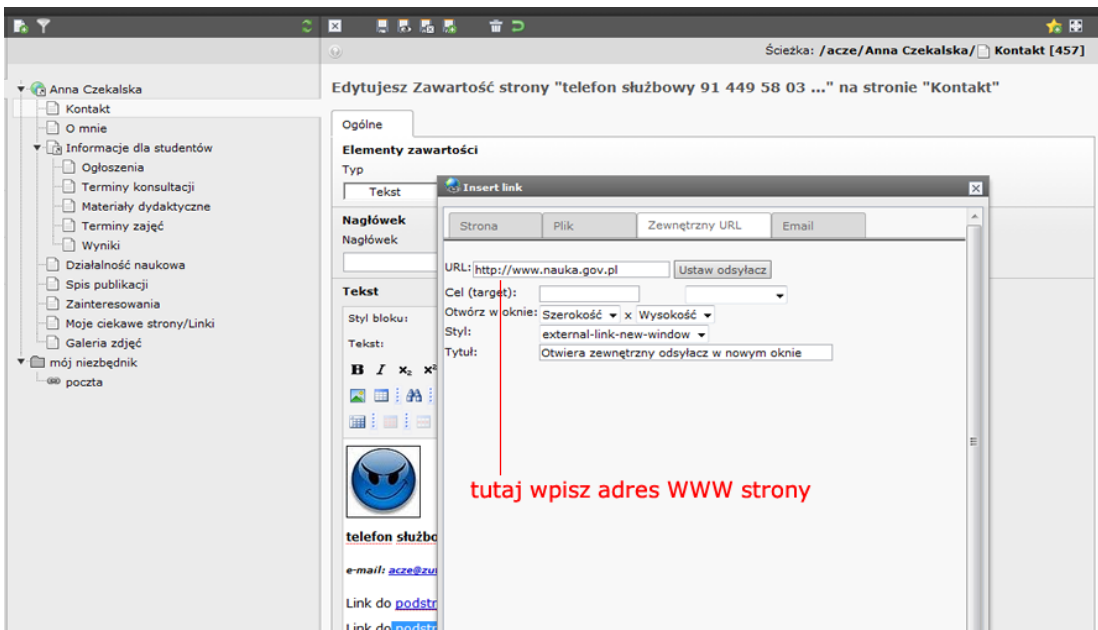 Ścieżka: /acze/Anna Czekalska/ Kontakt [457]
Anna Czekalska
Kontakt
O mnie
Informacje dla studentów
Ogłoszenia
Terminy konsultacji
Materiały dydaktyczne
Terminy zajęć
Wyniki
Działalność naukowa
Spis publikacji
Zainteresowania
Moje ciekawe strony/Linki
Galeria zdjęć
mój niezbędnik
poczta
Edytujesz Zawartość strony "telefon służbowy 91 449 58 03 ..." na stronie "Kontakt"
Ogólne
Elementy zawartości
Typ
Tekst
Nagłówek
Nagłówek
Tekst
Styl bloku:
Tekst:
B I x₂ x²
telefon służbo
e-mail: acze@zu
Link do podstr
Link do podstr
Insert link
Strona Plik Zewnętrzny URL Email
URL: http://www.nauka.gov.pl Ustaw odsyłacz
Cel (target):
Otwórz w oknie: Szerokość x Wysokość
Styl: external-link-new-window
Tytuł: Otwiera zewnętrzny odsyłacz w nowym oknie
tutaj wpisz adres WWW strony